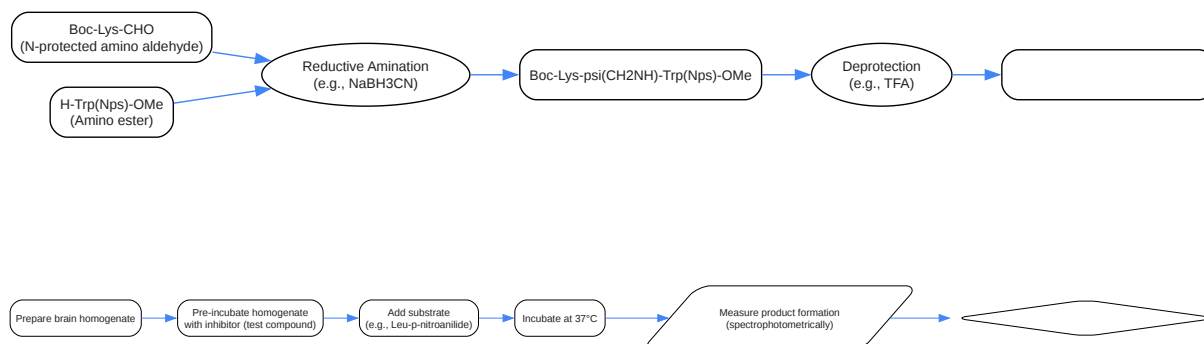 Boc-Lys-CHO
(N-protected amino aldehyde)
H-Trp(Nps)-OMe
(Amino ester)
Reductive Amination
(e.g., NaBH3CN)
Boc-Lys-psi(CH2NH)-Trp(Nps)-OMe
Deprotection
(e.g., TFA)
Prepare brain homogenate
Pre-incubate homogenate
with inhibitor (test compound)
Add substrate
(e.g., Leu-p-nitroanilide)
Incubate at 37°C
Measure product formation
(spectrophotometrically)